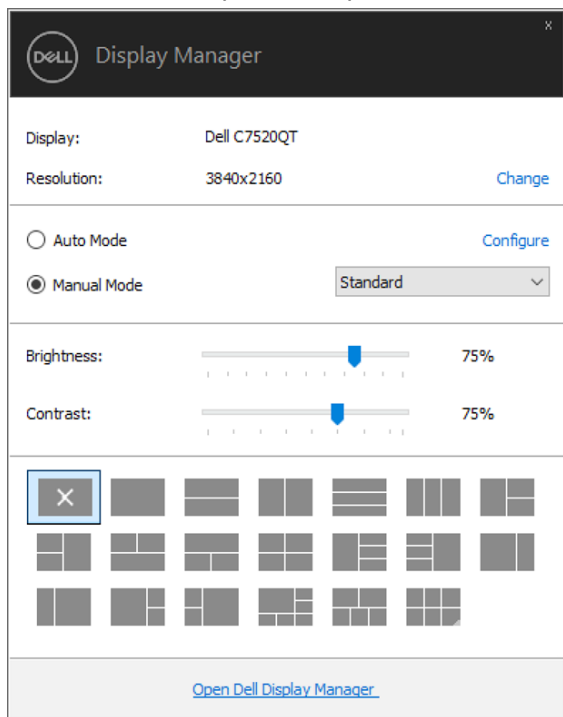 x
DELL Display Manager
Display: Dell C7520QT
Resolution: 3840x2160 Change
Auto Mode Configure
Manual Mode Standard
Brightness: 75%
Contrast: 75%
Open Dell Display Manager